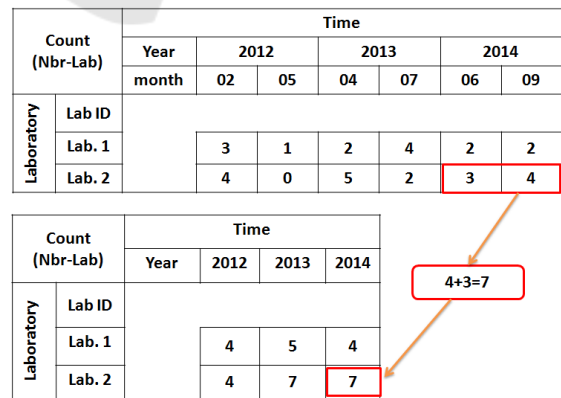 Time
Count
(Nbr-Lab)
Year 2012 2013 2014
month 02 05 04 07 06 09
Laboratory
Lab ID
Lab. 1 3 1 2 4 2 2
Lab. 2 4 0 5 2 3 4
Time
Count
(Nbr-Lab)
Year 2012 2013 2014
4+3=7
Laboratory
Lab ID
Lab. 1 4 5 4
Lab. 2 4 7 7